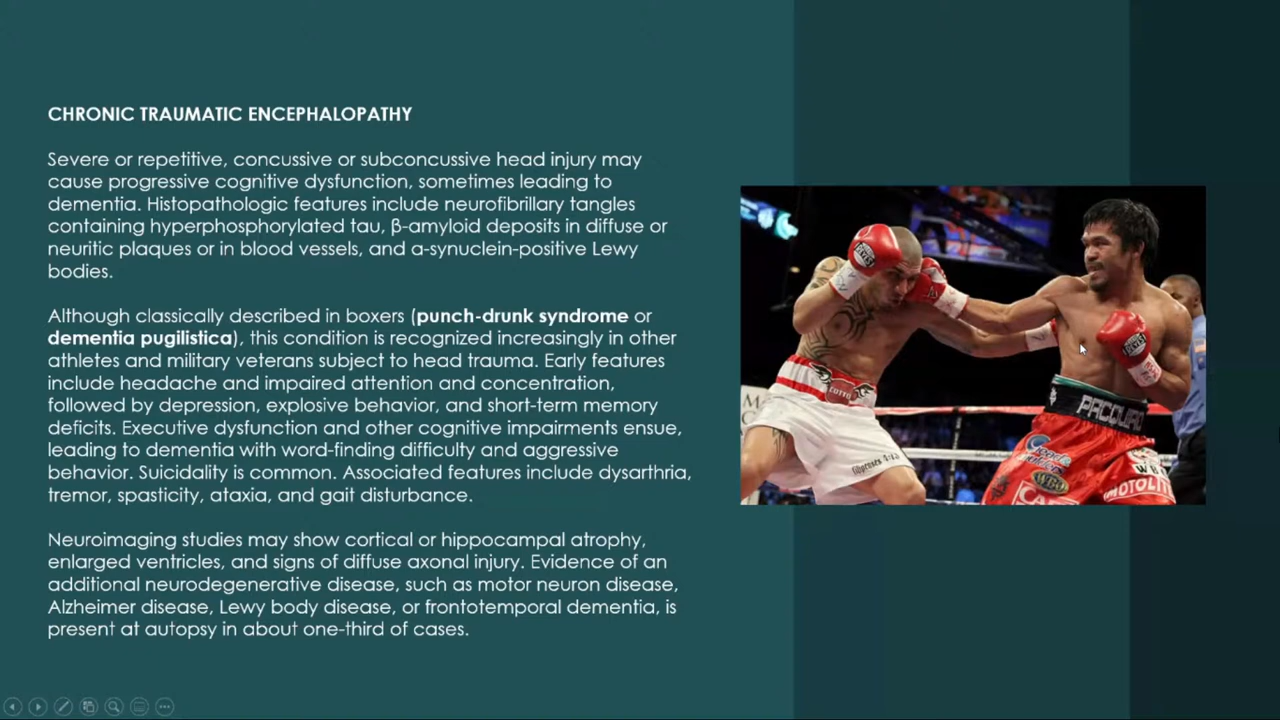 CHRONIC TRAUMATIC ENCEPHALOPATHY
Severe or repetitive, concussive or subconcussive head injury may
cause progressive cognitive dysfunction, sometimes leading to
dementia. Histopathologic features include neurofibrillary tangles
containing hyperphosphorylated tau, β-amyloid deposits in diffuse or
neuritic plaques or in blood vessels, and α-synuclein-positive Lewy
bodies.
Although classically described in boxers (punch-drunk syndrome or
dementia pugilistica), this condition is recognized increasingly in other
athletes and military veterans subject to head trauma. Early features
include headache and impaired attention and concentration,
followed by depression, explosive behavior, and short-term memory
deficits. Executive dysfunction and other cognitive impairments ensue,
leading to dementia with word-finding difficulty and aggressive
behavior. Suicidality is common. Associated features include dysarthria,
tremor, spasticity, ataxia, and gait disturbance.
Neuroimaging studies may show cortical or hippocampal atrophy,
enlarged ventricles, and signs of diffuse axonal injury. Evidence of an
additional neurodegenerative disease, such as motor neuron disease,
Alzheimer disease, Lewy body disease, or frontotemporal dementia, is
present at autopsy in about one-third of cases.
COTTO
PACQUIAO